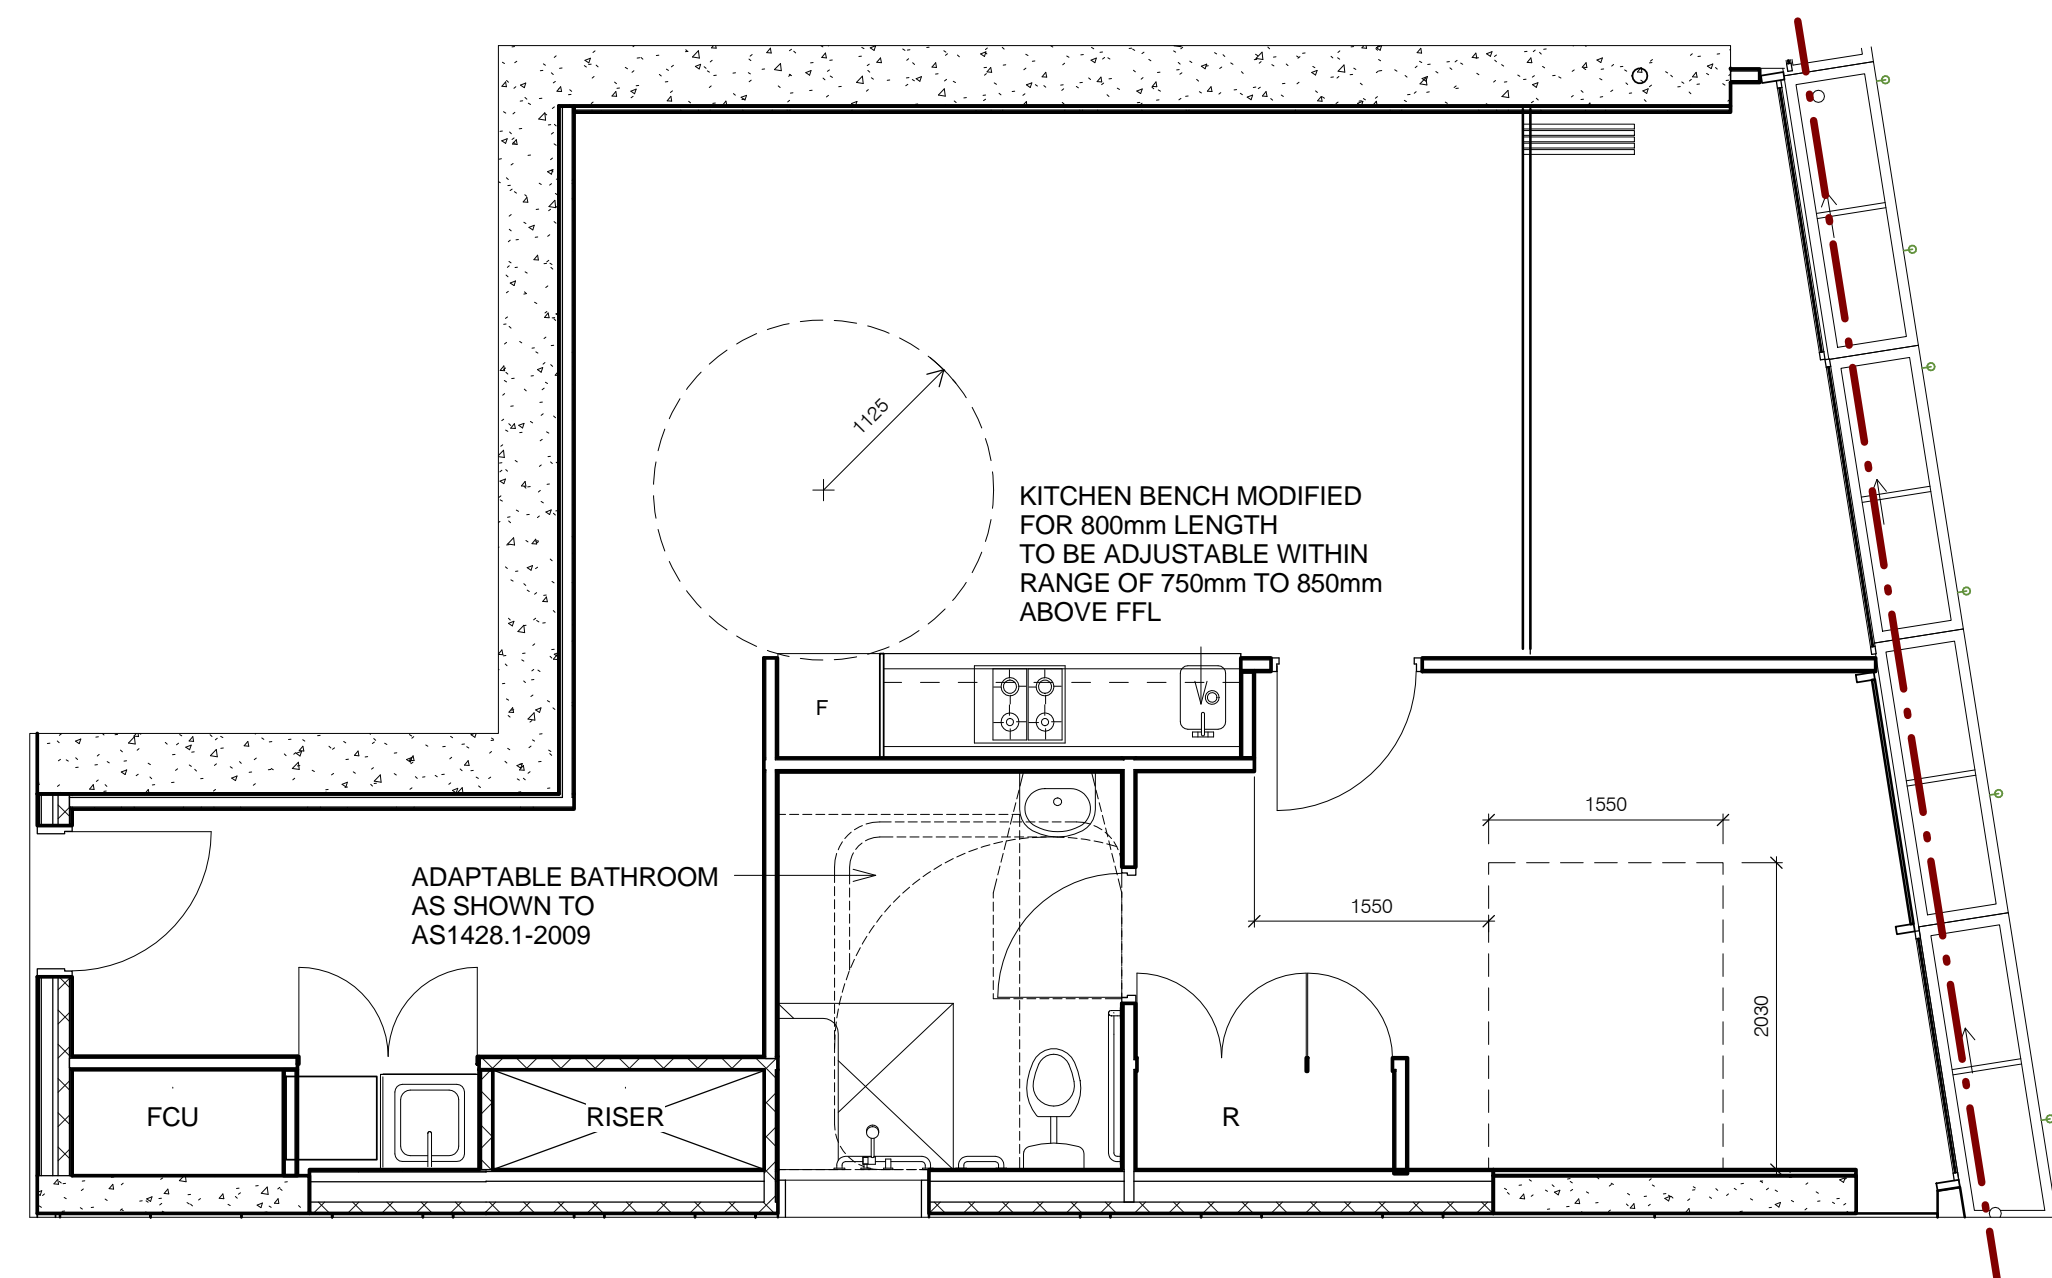 1125
KITCHEN BENCH MODIFIED
FOR 800mm LENGTH
TO BE ADJUSTABLE WITHIN
RANGE OF 750mm TO 850mm
ABOVE FFL
F
1550
ADAPTABLE BATHROOM
AS SHOWN TO
AS1428.1-2009
1550
2030
FCU
RISER
R